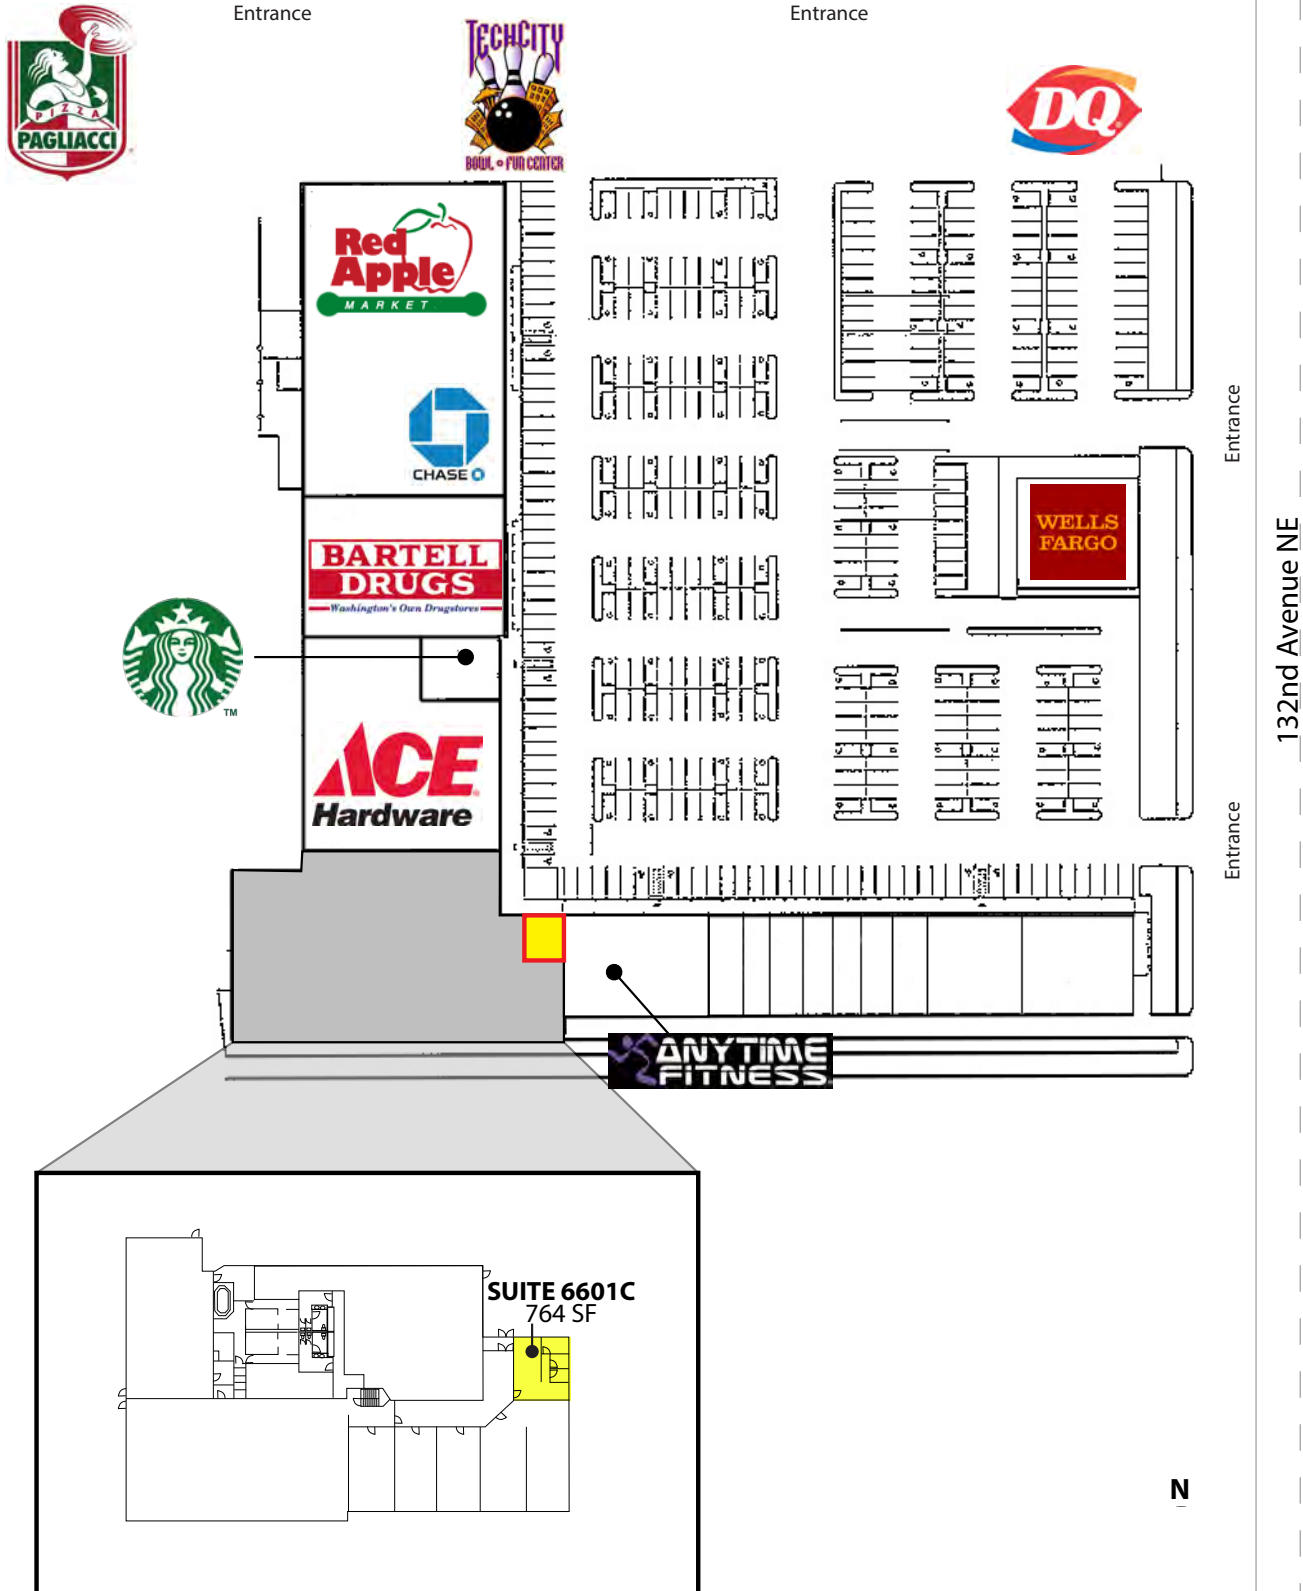 Entrance
Entrance
PIZZA
PAGLIACCI
TECHCITY
BOWL • FUN CENTER
DQ
Red
Apple
MARKET
CHASE
Entrance
WELLS
FARGO
BARTELL
DRUGS
Washington's Own Drugstores
132nd Avenue NE
TM
ACE
Hardware
Entrance
ANYTIME
FITNESS
SUITE 6601C
764 SF
N